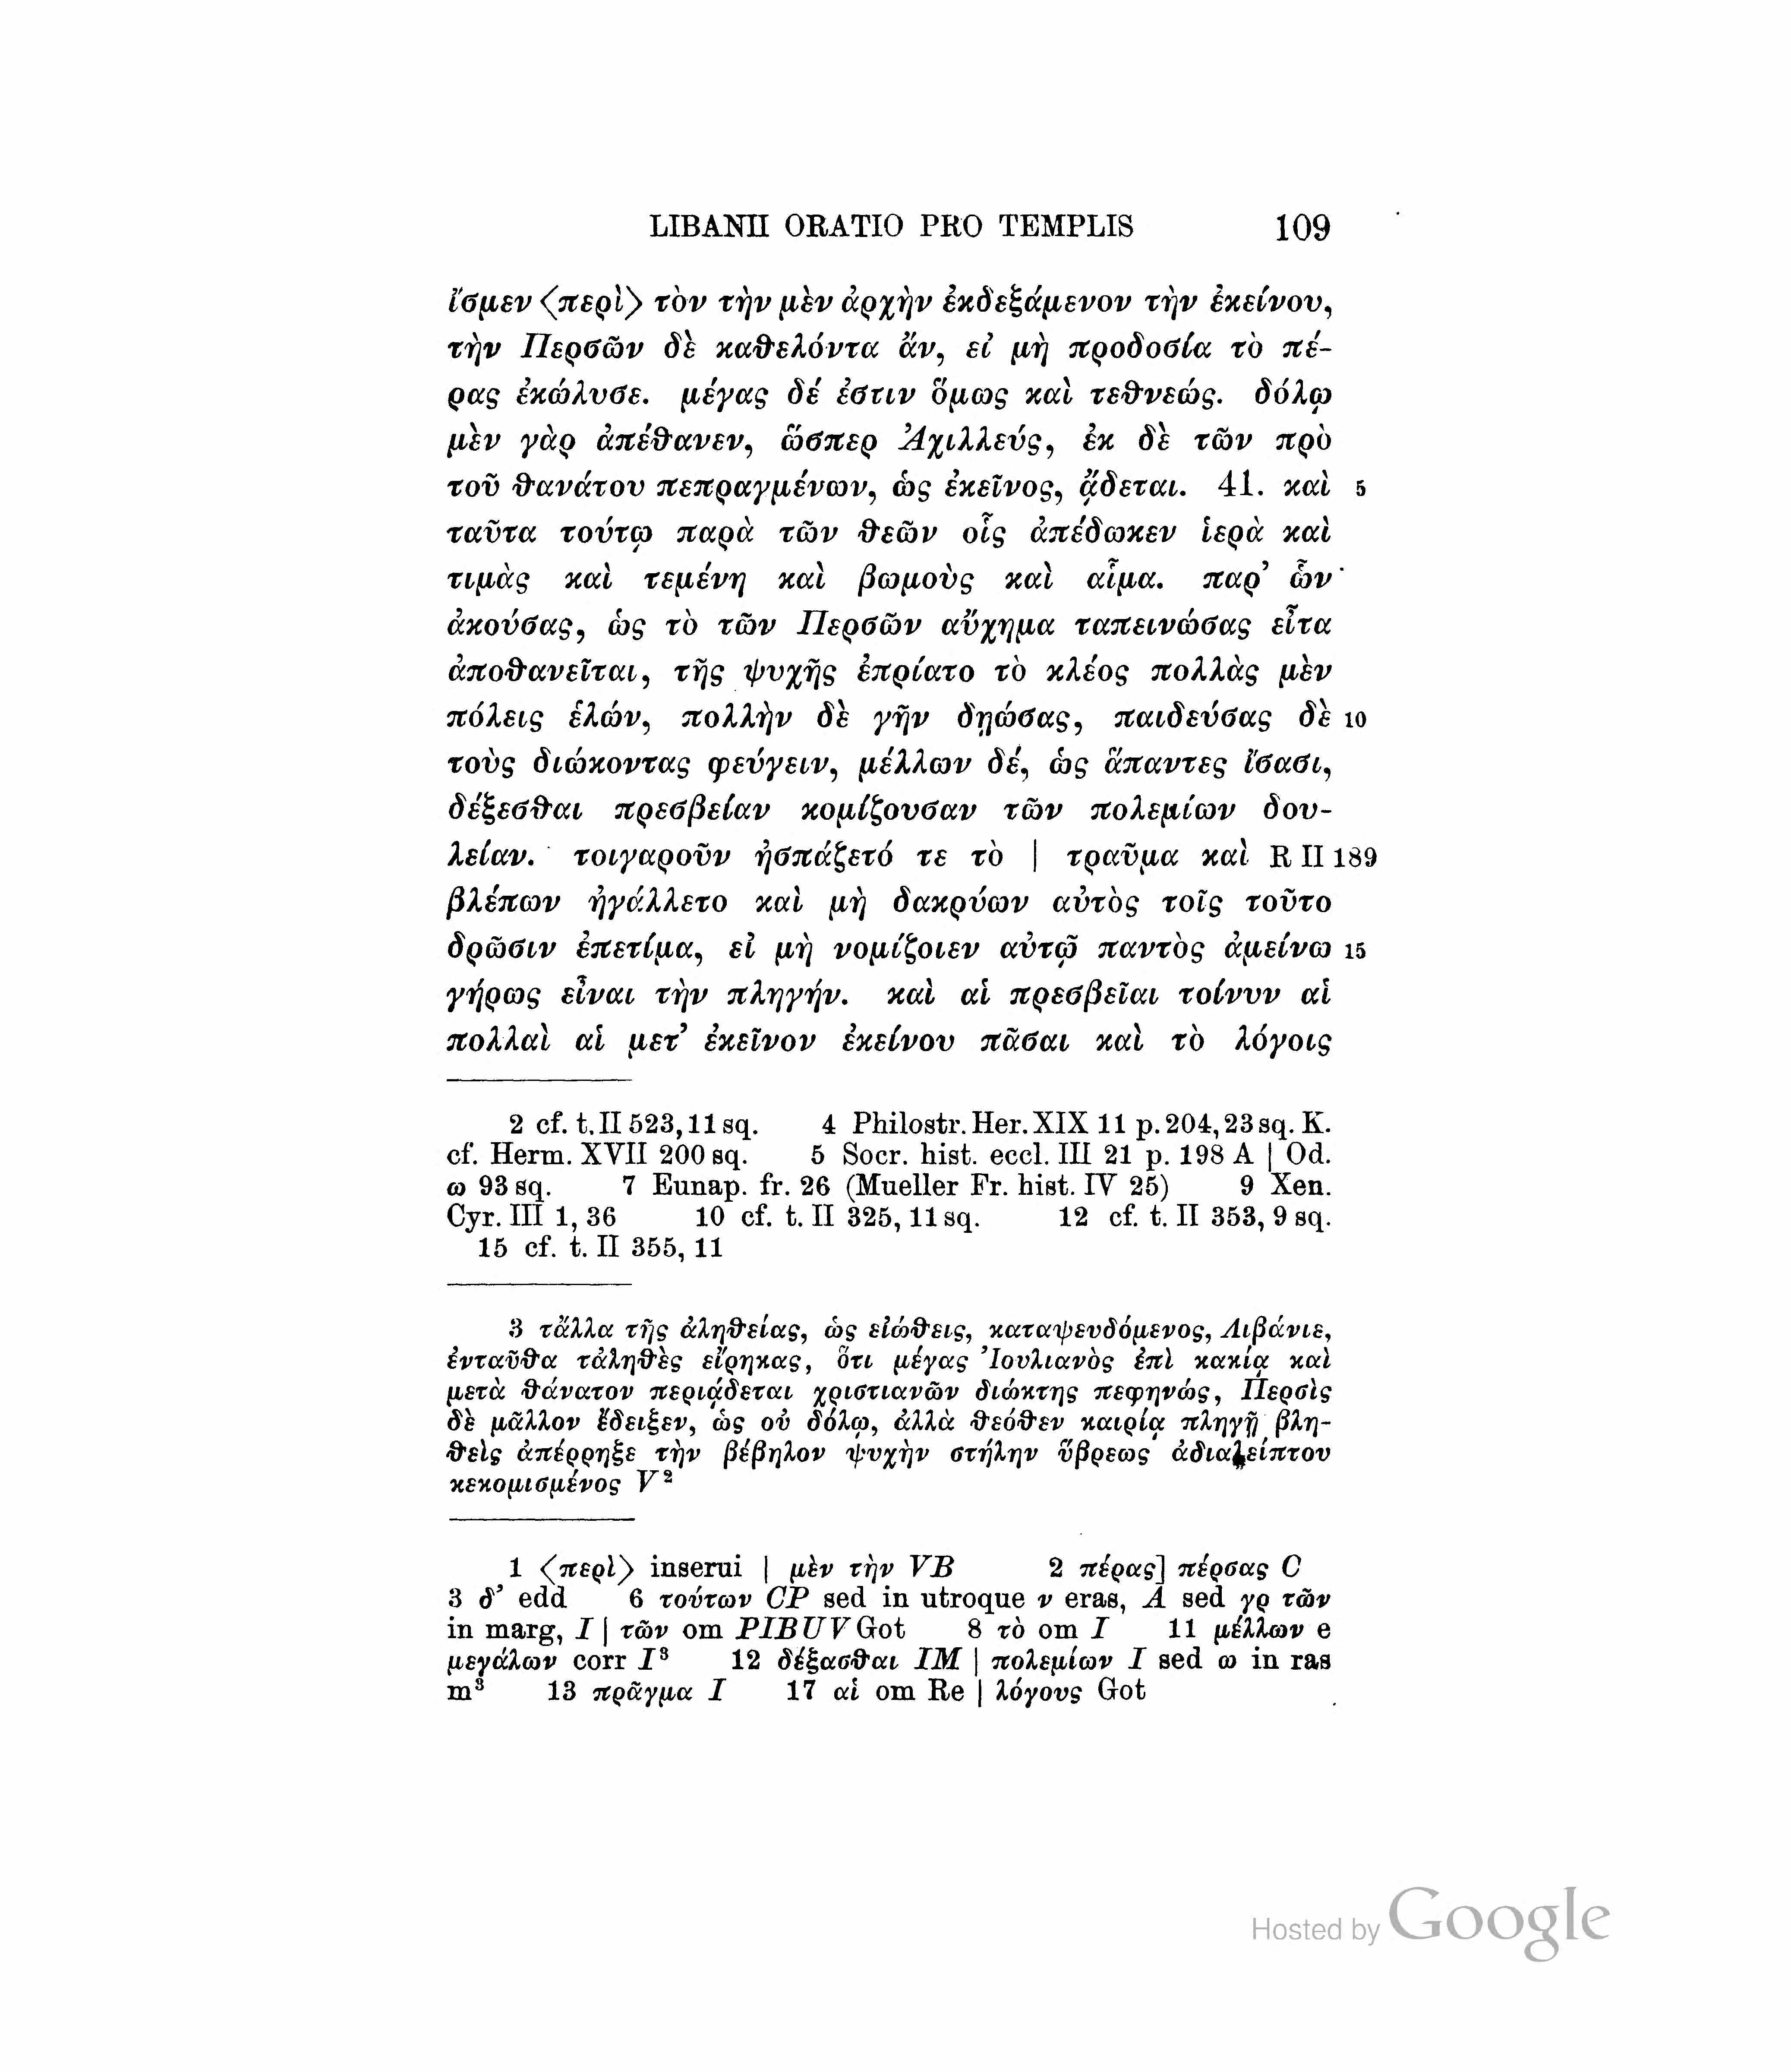 LIBANII ORATIO PRO TEMPLIS 109
ἴσμεν ⟨περὶ⟩ τὸν τὴν μὲν ἀρχὴν ἐκδεξάμενον τὴν ἐκείνου,
τὴν Περσῶν δὲ καθελόντα ἄν, εἰ μὴ προδοσία τὸ πέ-
ρας ἐκώλυσε. μέγας δέ ἐστιν ὅμως καὶ τεθνεώς. δόλῳ
μὲν γὰρ ἀπέθανεν, ὥσπερ Ἀχιλλεύς, ἐκ δὲ τῶν πρὸ
τοῦ θανάτου πεπραγμένων, ὡς ἐκεῖνος, ᾄδεται. 41. καὶ 5
ταῦτα τούτῳ παρὰ τῶν θεῶν οἷς ἀπέδωκεν ἱερὰ καὶ
τιμὰς καὶ τεμένη καὶ βωμοὺς καὶ αἷμα. παρ’ ὧν
ἀκούσας, ὡς τὸ τῶν Περσῶν αὔχημα ταπεινώσας εἶτα
ἀποθανεῖται, τῆς ψυχῆς ἐπρίατο τὸ κλέος πολλὰς μὲν
πόλεις ἑλών, πολλὴν δὲ γῆν δῃώσας, παιδεύσας δὲ 10
τοὺς διώκοντας φεύγειν, μέλλων δέ, ὡς ἅπαντες ἴσασι,
δέξεσθαι πρεσβείαν κομίζουσαν τῶν πολεμίων δου-
λείαν. τοιγαροῦν ἠσπάζετό τε τὸ | τραῦμα καὶ R II 189
βλέπων ἠγάλλετο καὶ μὴ δακρύων αὐτὸς τοῖς τοῦτο
δρῶσιν ἐπετίμα, εἰ μὴ νομίζοιεν αὐτῷ παντὸς ἀμείνω 15
γήρως εἶναι τὴν πληγήν. καὶ αἱ πρεσβεῖαι τοίνυν αἱ
πολλαὶ αἱ μετ’ ἐκεῖνον ἐκείνου πᾶσαι καὶ τὸ λόγοις
2 cf. t. II 523, 11 sq. 4 Philostr. Her. XIX 11 p. 204, 23 sq. K.
cf. Herm. XVII 200 sq. 5 Socr. hist. eccl. III 21 p. 198 A | Od.
ω 93 sq. 7 Eunap. fr. 26 (Mueller Fr. hist. IV 25) 9 Xen.
Cyr. III 1, 36 10 cf. t. II 325, 11 sq. 12 cf. t. II 353, 9 sq.
15 cf. t. II 355, 11
3 τἄλλα τῆς ἀληθείας, ὡς εἰώθεις, καταψευδόμενος, Λιβάνιε,
ἐνταῦθα τἀληθὲς εἴρηκας, ὅτι μέγας Ἰουλιανὸς ἐπὶ κακίᾳ καὶ
μετὰ θάνατον περιᾴδεται χριστιανῶν διώκτης πεφηνώς, Περσὶς
δὲ μᾶλλον ἔδειξεν, ὡς οὐ δόλῳ, ἀλλὰ θεόθεν καιρίᾳ πληγῇ βλη-
θεὶς ἀπέρρηξε τὴν βέβηλον ψυχὴν στήλην ὕβρεως ἀδιαλείπτου
κεκομισμένος V²
1 ⟨περὶ⟩ inserui | μὲν τὴν VB 2 πέρας] πέρσας C
3 δ’ edd 6 τούτων CP sed in utroque ν eras, A sed γρ τῶν
in marg, I | τῶν om PIBUV Got 8 τὸ om I 11 μέλλων e
μεγάλων corr I³ 12 δέξασθαι IM | πολεμίων I sed ω in ras
m³ 13 πρᾶγμα I 17 αἱ om Re | λόγους Got
Hosted by Google